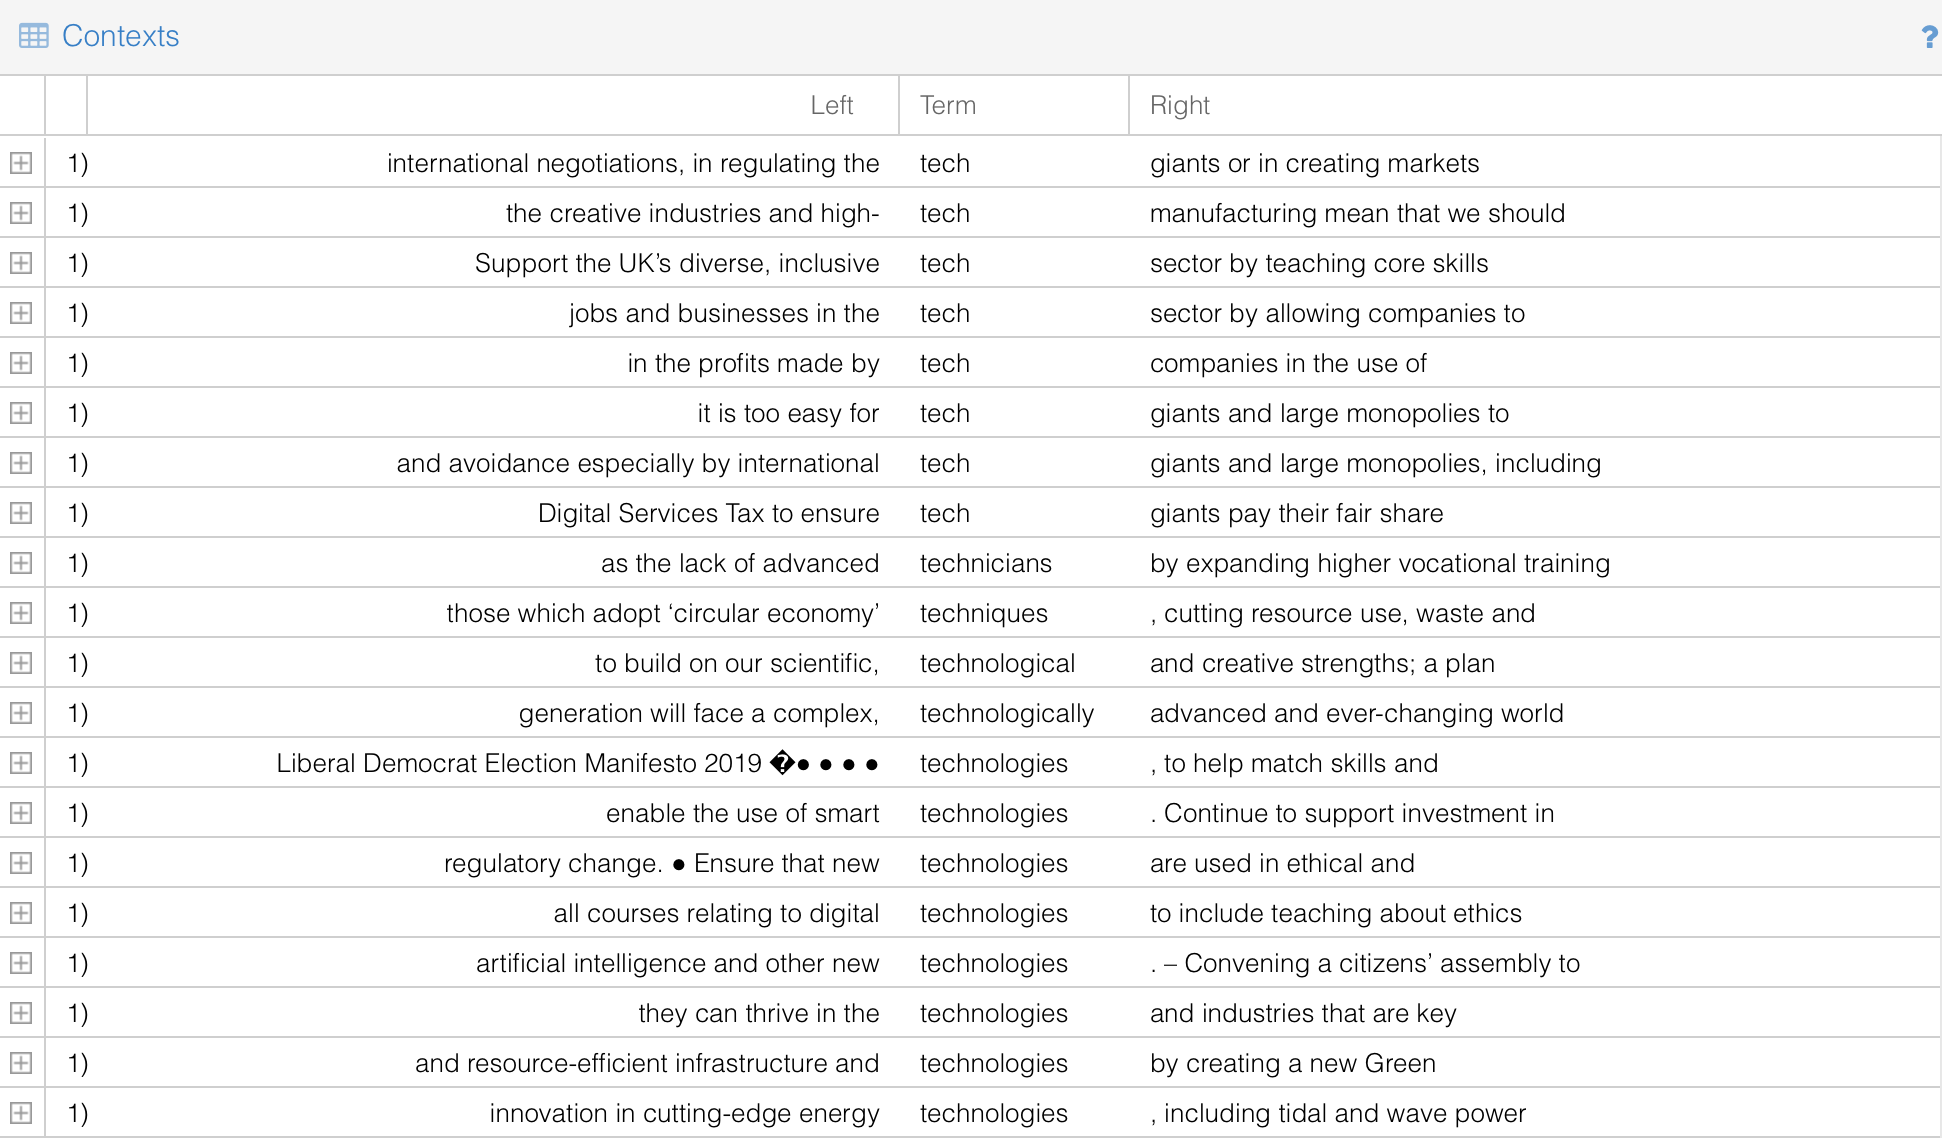 Contexts ?
Left Term Right
1) international negotiations, in regulating the tech giants or in creating markets
1) the creative industries and high- tech manufacturing mean that we should
1) Support the UK’s diverse, inclusive tech sector by teaching core skills
1) jobs and businesses in the tech sector by allowing companies to
1) in the profits made by tech companies in the use of
1) it is too easy for tech giants and large monopolies to
1) and avoidance especially by international tech giants and large monopolies, including
1) Digital Services Tax to ensure tech giants pay their fair share
1) as the lack of advanced technicians by expanding higher vocational training
1) those which adopt ‘circular economy’ techniques , cutting resource use, waste and
1) to build on our scientific, technological and creative strengths; a plan
1) generation will face a complex, technologically advanced and ever-changing world
1) Liberal Democrat Election Manifesto 2019 �● ● ● ● technologies , to help match skills and
1) enable the use of smart technologies . Continue to support investment in
1) regulatory change. ● Ensure that new technologies are used in ethical and
1) all courses relating to digital technologies to include teaching about ethics
1) artificial intelligence and other new technologies . – Convening a citizens’ assembly to
1) they can thrive in the technologies and industries that are key
1) and resource-efficient infrastructure and technologies by creating a new Green
1) innovation in cutting-edge energy technologies , including tidal and wave power